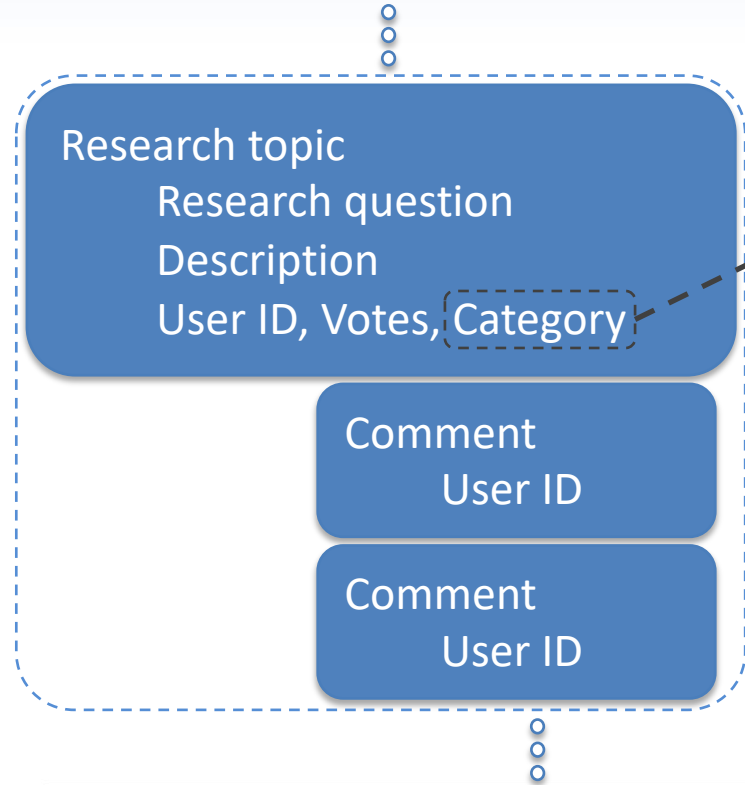 Research topic
Research question
Description
User ID, Votes, Category
Comment
User ID
Comment
User ID